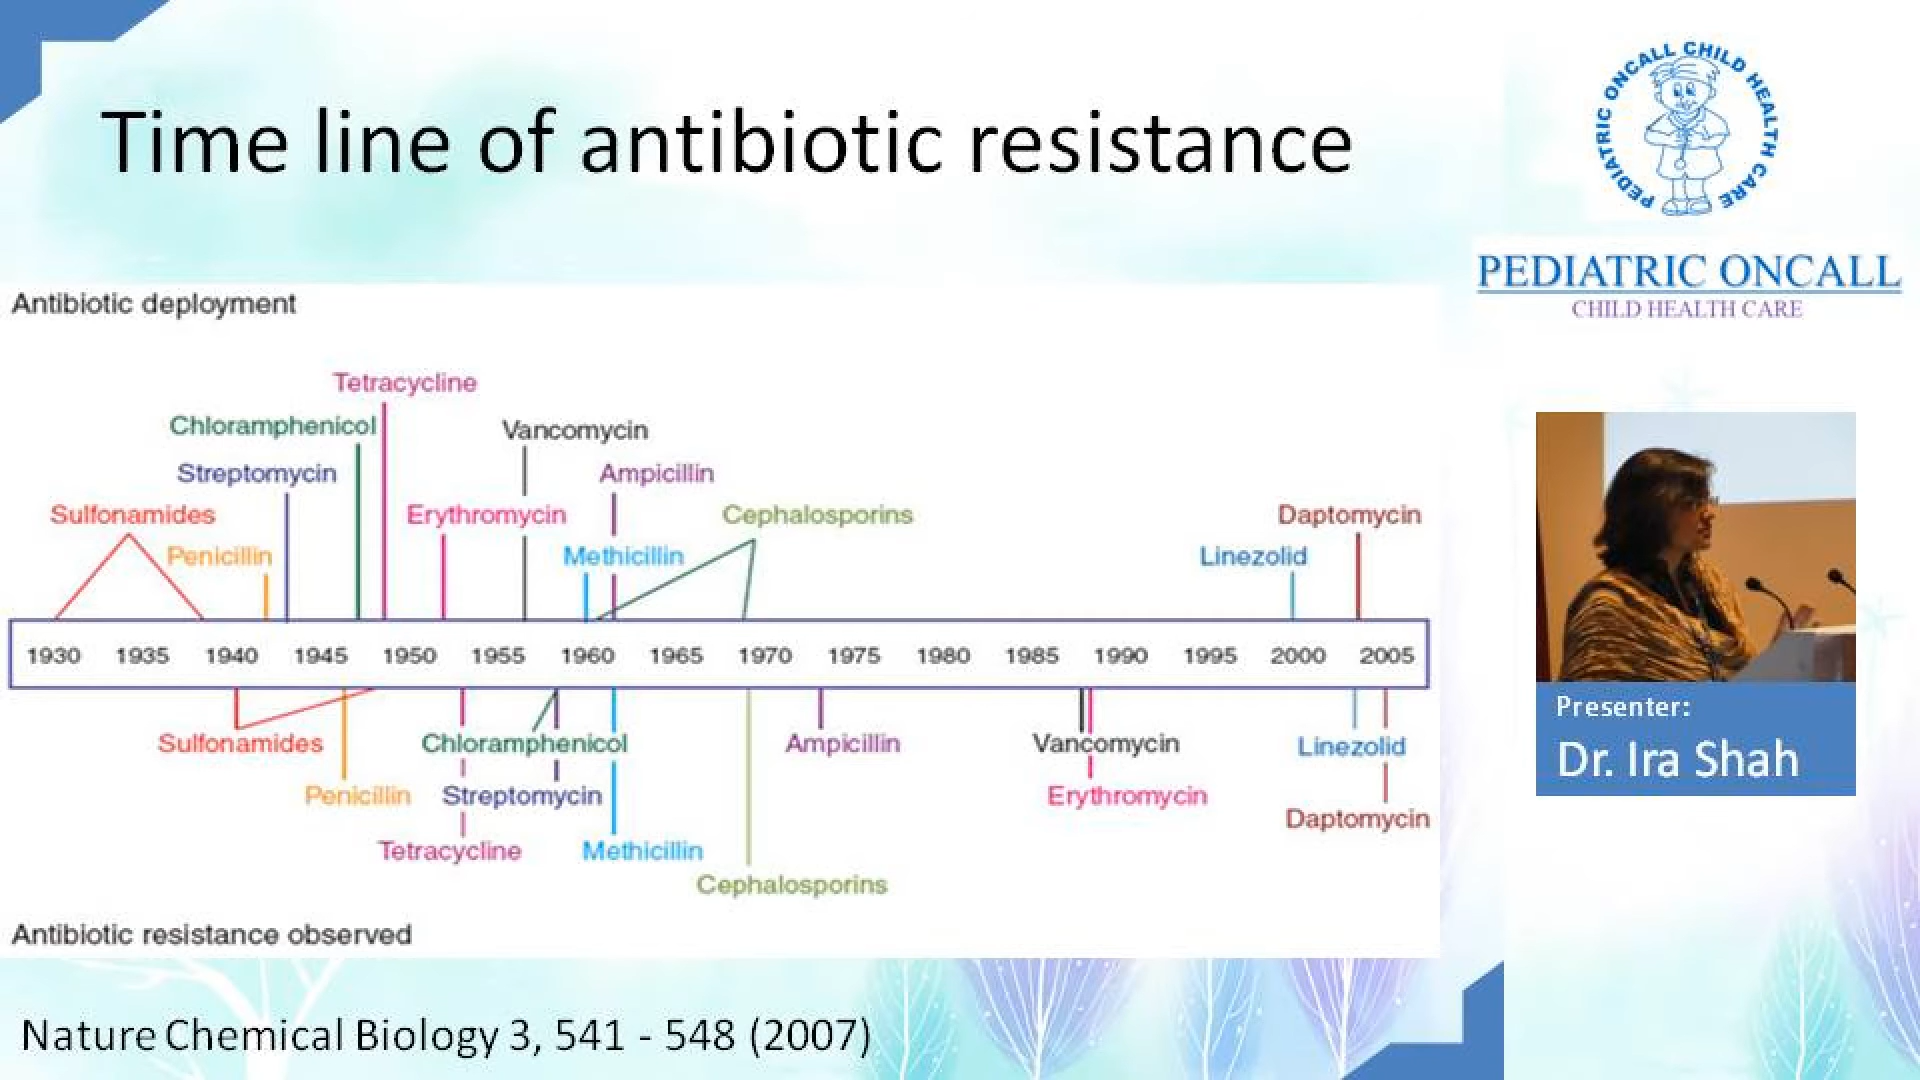 Time line of antibiotic resistance
PEDIATRIC ONCALL CHILD HEALTH CARE
PEDIATRIC ONCALL
CHILD HEALTH CARE
Antibiotic deployment
Tetracycline
Chloramphenicol
Vancomycin
Streptomycin
Ampicillin
Sulfonamides
Erythromycin
Cephalosporins
Daptomycin
Penicillin
Methicillin
Linezolid
1930 1935 1940 1945 1950 1955 1960 1965 1970 1975 1980 1985 1990 1995 2000 2005
Sulfonamides
Chloramphenicol
Ampicillin
Vancomycin
Linezolid
Penicillin
Streptomycin
Erythromycin
Daptomycin
Tetracycline
Methicillin
Cephalosporins
Antibiotic resistance observed
Presenter:
Dr. Ira Shah
Nature Chemical Biology 3, 541 - 548 (2007)